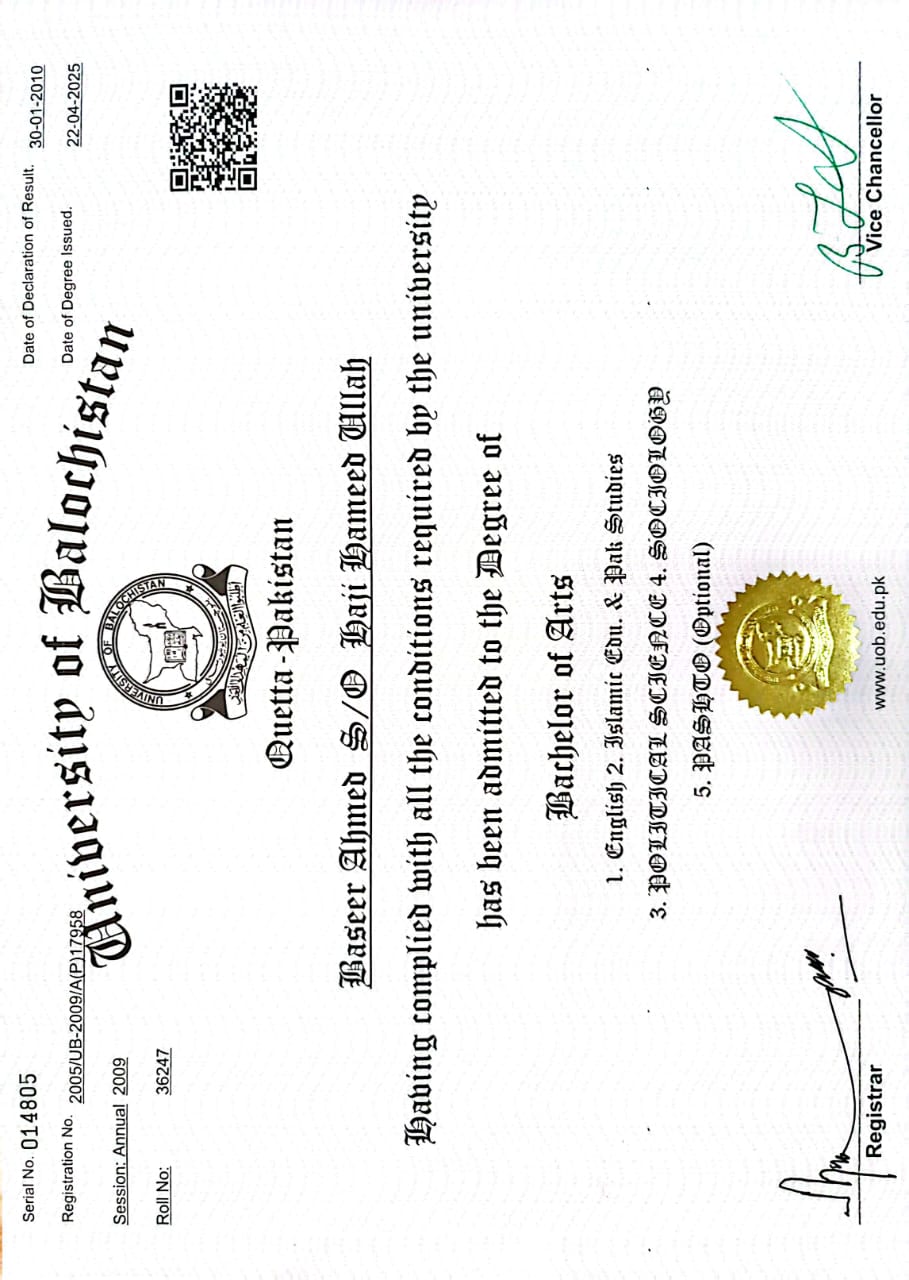 Serial No. 014805
Registration No. 2005/UB-2009/A(P)17958
Session: Annual 2009
Roll No: 36247
Date of Declaration of Result. 30-01-2010
Date of Degree Issued. 22-04-2025
University of Balochistan
UNIVERSITY OF BALOCHISTAN
Quetta-Pakistan
Baseer Ahmed S/O Haji Hameed Ullah
Having complied with all the conditions required by the university
has been admitted to the Degree of
Bachelor of Arts
1. English 2. Islamic Edu. & Pak Studies
3. POLITICAL SCIENCE 4. SOCIOLOGY
5. PASHTO (Optional)
Registrar
www.uob.edu.pk
Vice Chancellor